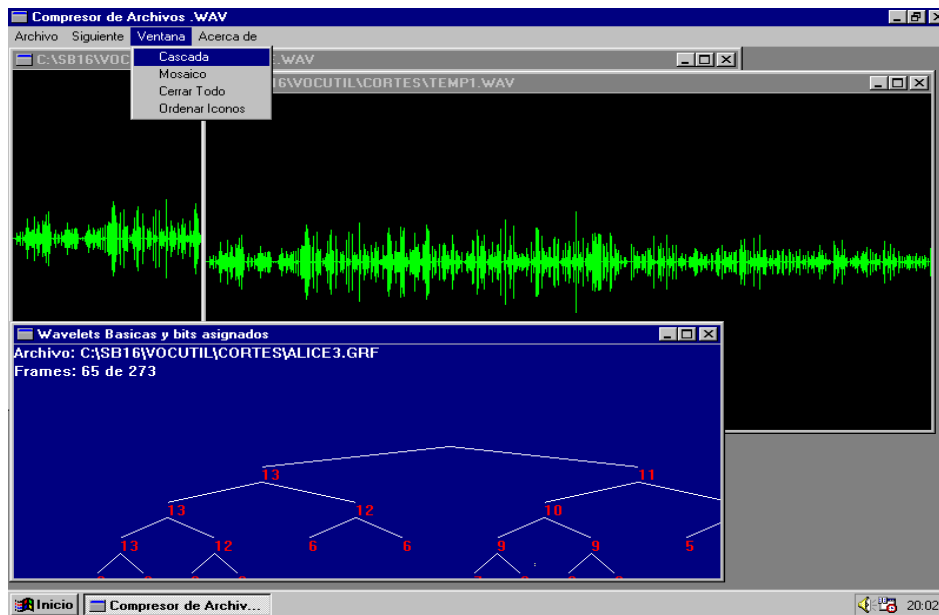 Compresor de Archivos .WAV
Archivo Siguiente Ventana Acerca de
Cascada
Mosaico
Cerrar Todo
Ordenar Iconos
C:\SB16\VOC
E.WAV
16\VOCUTIL\CORTES\TEMP1.WAV
Wavelets Basicas y bits asignados
Archivo: C:\SB16\VOCUTIL\CORTES\ALICE3.GRF
Frames: 65 de 273
13 11
13 12 10
13 12 6 6 9 9 5
Inicio Compresor de Archiv... 20:02